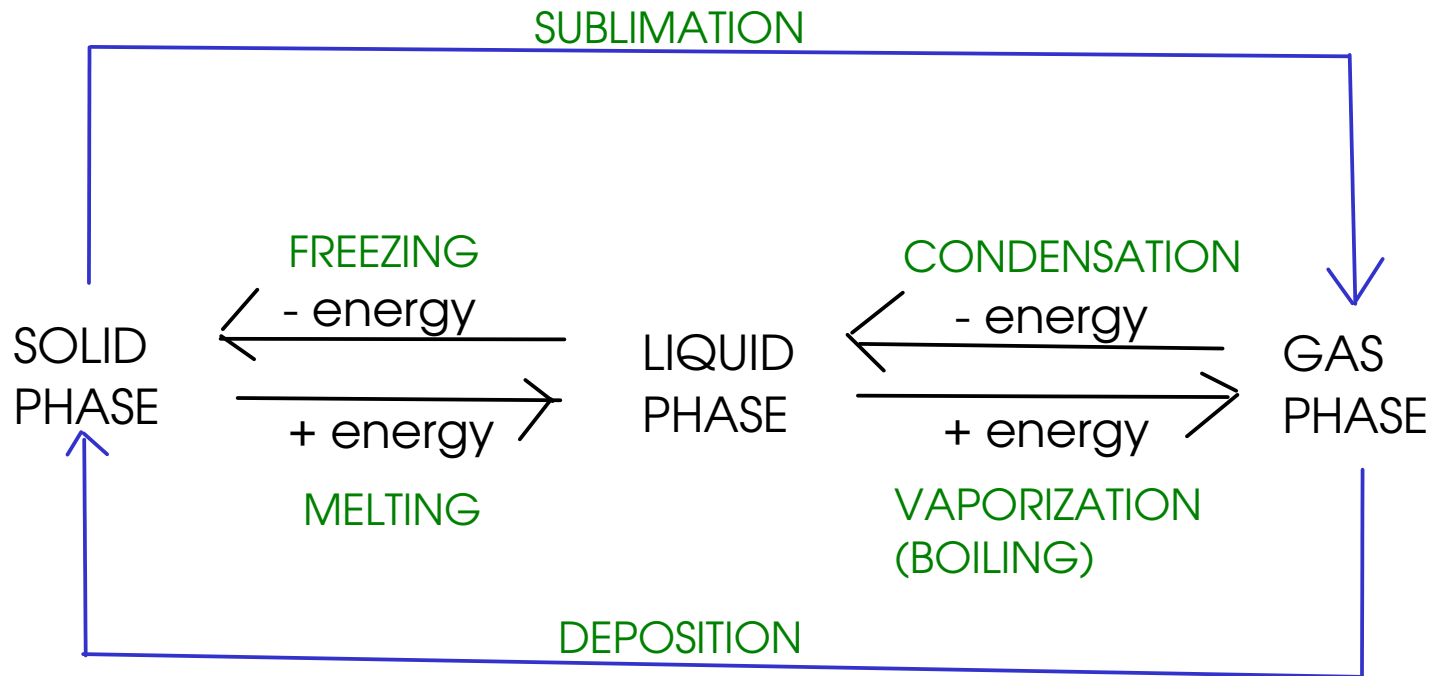 SUBLIMATION
FREEZING
- energy
CONDENSATION
- energy
SOLID
PHASE
LIQUID
PHASE
GAS
PHASE
+ energy
MELTING
+ energy
VAPORIZATION
(BOILING)
DEPOSITION